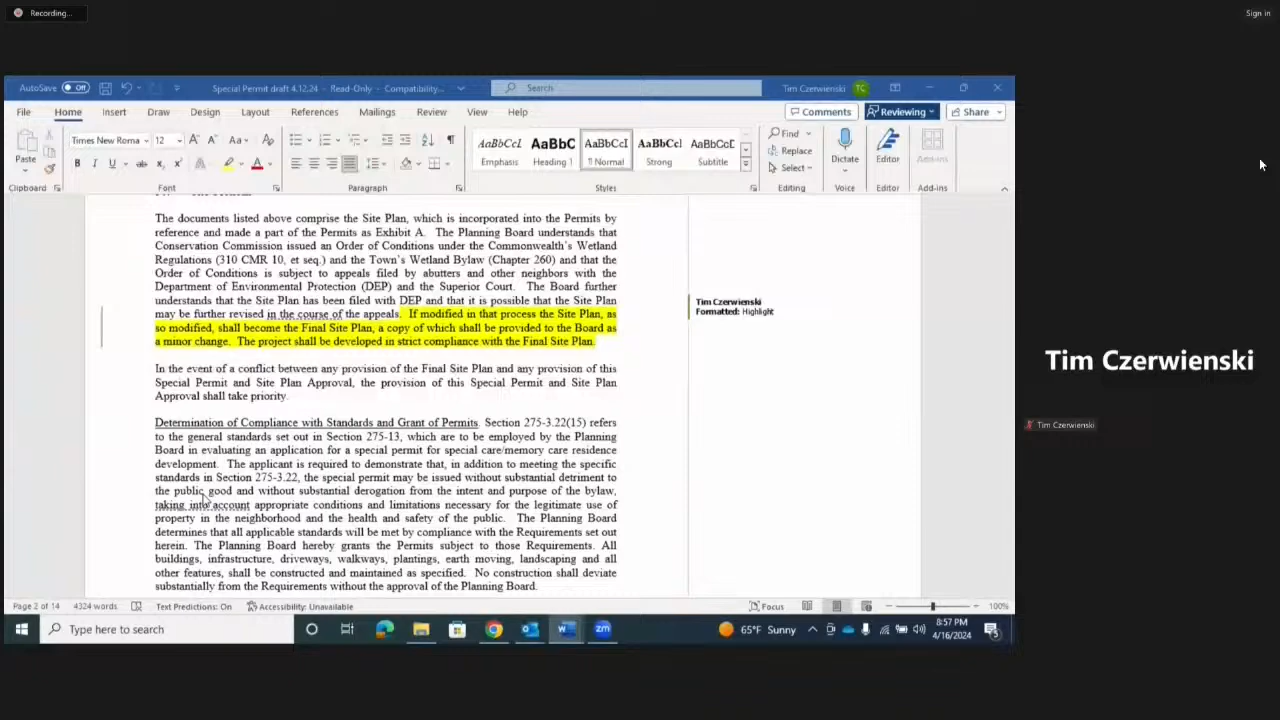 Recording...
Sign in
AutoSave Off
Special Permit draft 4.12.24 - Read-Only - Compatibility...
Search
Tim Czerwienski TC
File Home Insert Draw Design Layout References Mailings Review View Help
Comments Reviewing Share
Paste
Clipboard
Times New Roma 12
Font
Paragraph
AaBbCcI AaBbC AaBbCcI AaBbCcI AaBbCcC
Emphasis Heading 1 ¶ Normal Strong Subtitle
Styles
Find
Replace
Select
Editing
Dictate
Voice
Editor
Editor
Add-ins
Add-ins
The documents listed above comprise the Site Plan, which is incorporated into the Permits by
reference and made a part of the Permits as Exhibit A. The Planning Board understands that
Conservation Commission issued an Order of Conditions under the Commonwealth's Wetland
Regulations (310 CMR 10, et seq.) and the Town's Wetland Bylaw (Chapter 260) and that the
Order of Conditions is subject to appeals filed by abutters and other neighbors with the
Department of Environmental Protection (DEP) and the Superior Court. The Board further
understands that the Site Plan has been filed with DEP and that it is possible that the Site Plan
may be further revised in the course of the appeals. If modified in that process the Site Plan, as
so modified, shall become the Final Site Plan, a copy of which shall be provided to the Board as
a minor change. The project shall be developed in strict compliance with the Final Site Plan.
In the event of a conflict between any provision of the Final Site Plan and any provision of this
Special Permit and Site Plan Approval, the provision of this Special Permit and Site Plan
Approval shall take priority.
Determination of Compliance with Standards and Grant of Permits. Section 275-3.22(15) refers
to the general standards set out in Section 275-13, which are to be employed by the Planning
Board in evaluating an application for a special permit for special care/memory care residence
development. The applicant is required to demonstrate that, in addition to meeting the specific
standards in Section 275-3.22, the special permit may be issued without substantial detriment to
the public good and without substantial derogation from the intent and purpose of the bylaw,
taking into account appropriate conditions and limitations necessary for the legitimate use of
property in the neighborhood and the health and safety of the public. The Planning Board
determines that all applicable standards will be met by compliance with the Requirements set out
herein. The Planning Board hereby grants the Permits subject to those Requirements. All
buildings, infrastructure, driveways, walkways, plantings, earth moving, landscaping and all
other features, shall be constructed and maintained as specified. No construction shall deviate
substantially from the Requirements without the approval of the Planning Board.
Tim Czerwienski
Formatted: Highlight
Tim Czerwienski
Tim Czerwienski
Page 2 of 14 4324 words Text Predictions: On Accessibility: Unavailable Focus 100%
Type here to search
zm
65°F Sunny
8:57 PM
4/16/2024